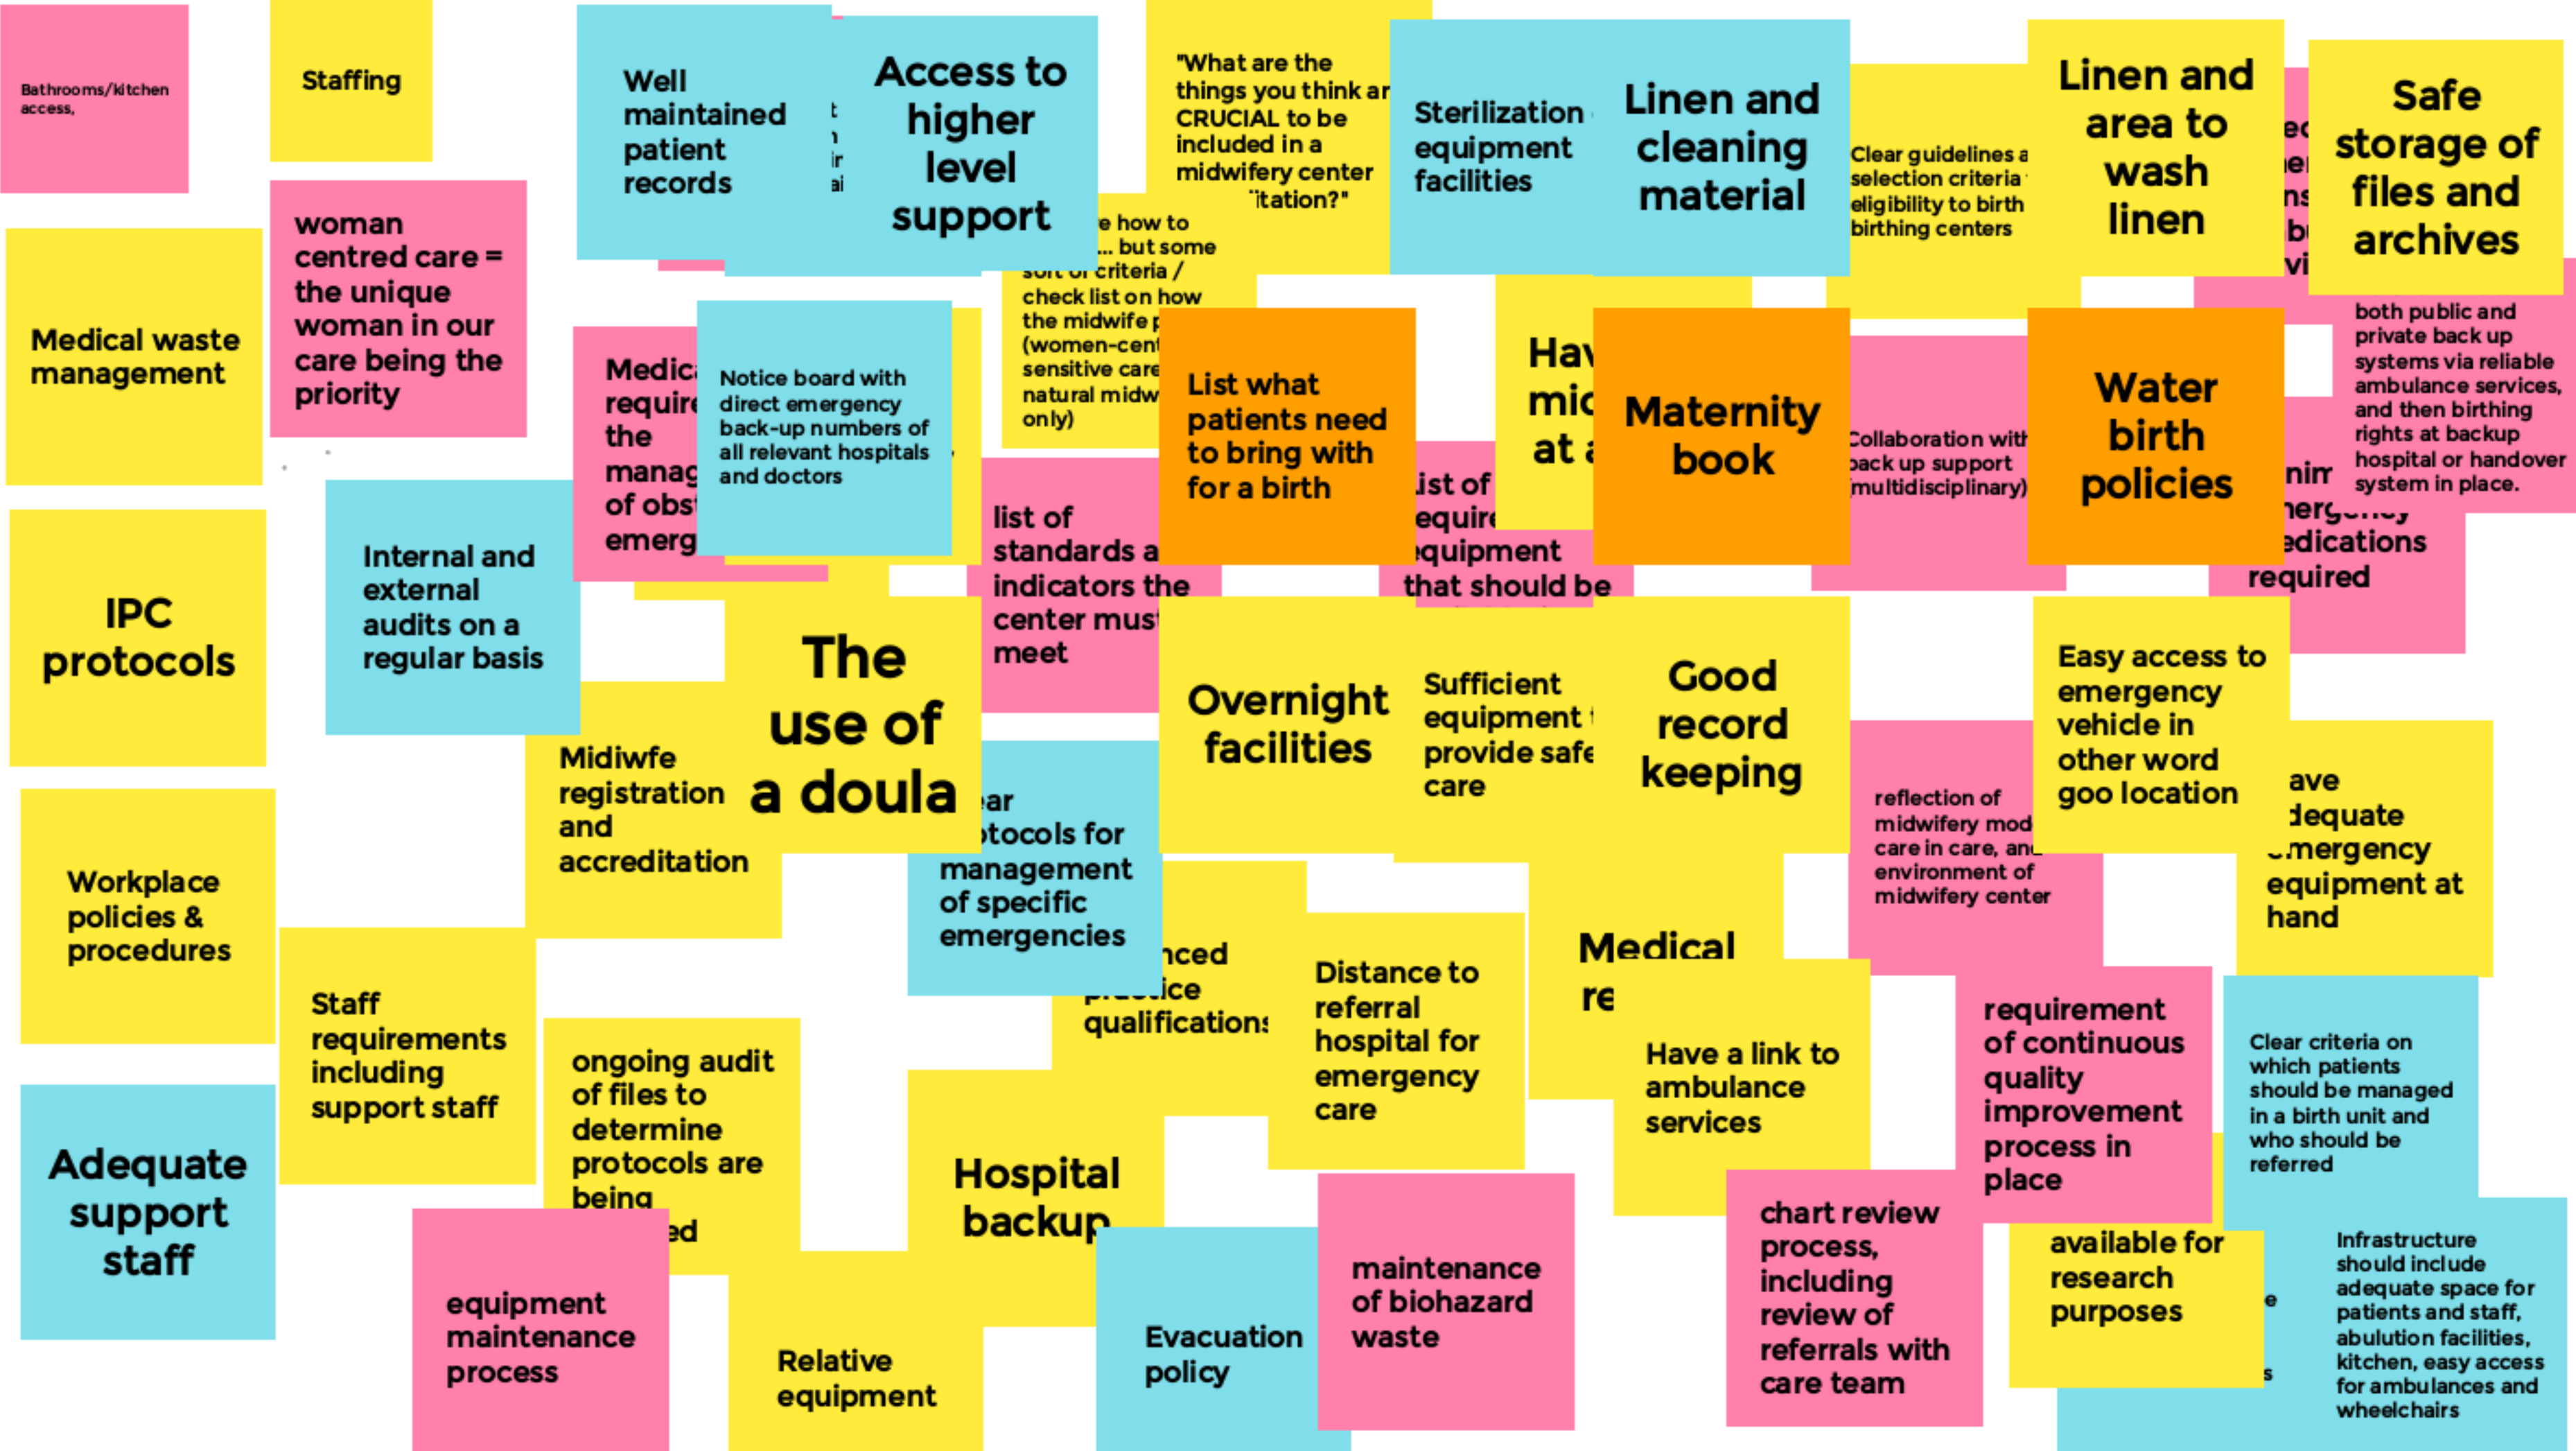 Bathrooms/kitchen
access,
Staffing
Well
maintained
patient
records
Access to
higher
level
support
"What are the
things you think
CRUCIAL to be
included in a
midwifery center
Sterilization
equipment
facilities
Linen and
cleaning
material
Clear guidelines
selection criteria
eligibility to birth
birthing centers
Linen and
area to
wash
linen
Safe
storage of
files and
archives
woman
centred care =
the unique
woman in our
care being the
priority
how to
... but some
sort of criteria /
check list on how
the midwife
sensitive care
natural
only)
Medical waste
management
the
of
Notice board with
direct emergency
back-up numbers of
all relevant hospitals
and doctors
List what
patients need
to bring with
for a birth
at
Maternity
book
Collaboration with
back up support
(multidisciplinary)
Water
birth
policies
both public and
private back up
systems via reliable
ambulance services,
and then birthing
rights at backup
hospital or handover
system in place.
IPC
protocols
Internal and
external
audits on a
regular basis
list of
standards
indicators the
center must
meet
list of
equipment
that should be
required
The
use of
a doula
Overnight
facilities
Sufficient
equipment
provide safe
care
Good
record
keeping
Easy access to
emergency
vehicle in
other word
goo location
Midiwfe
registration
and
accreditation
for
management
of specific
emergencies
reflection of
midwifery
care in care, and
environment of
midwifery center
emergency
equipment at
hand
Workplace
policies &
procedures
Staff
requirements
including
support staff
qualifications
Distance to
referral
hospital for
emergency
care
Medical
Have a link to
ambulance
services
requirement
of continuous
quality
improvement
process in
place
Clear criteria on
which patients
should be managed
in a birth unit and
who should be
referred
ongoing audit
of files to
determine
protocols are
being
Adequate
support
staff
Hospital
backup
equipment
maintenance
process
Relative
equipment
Evacuation
policy
maintenance
of biohazard
waste
chart review
process,
including
review of
referrals with
care team
available for
research
purposes
Infrastructure
should include
adequate space for
patients and staff,
abulution facilities,
kitchen, easy access
for ambulances and
wheelchairs